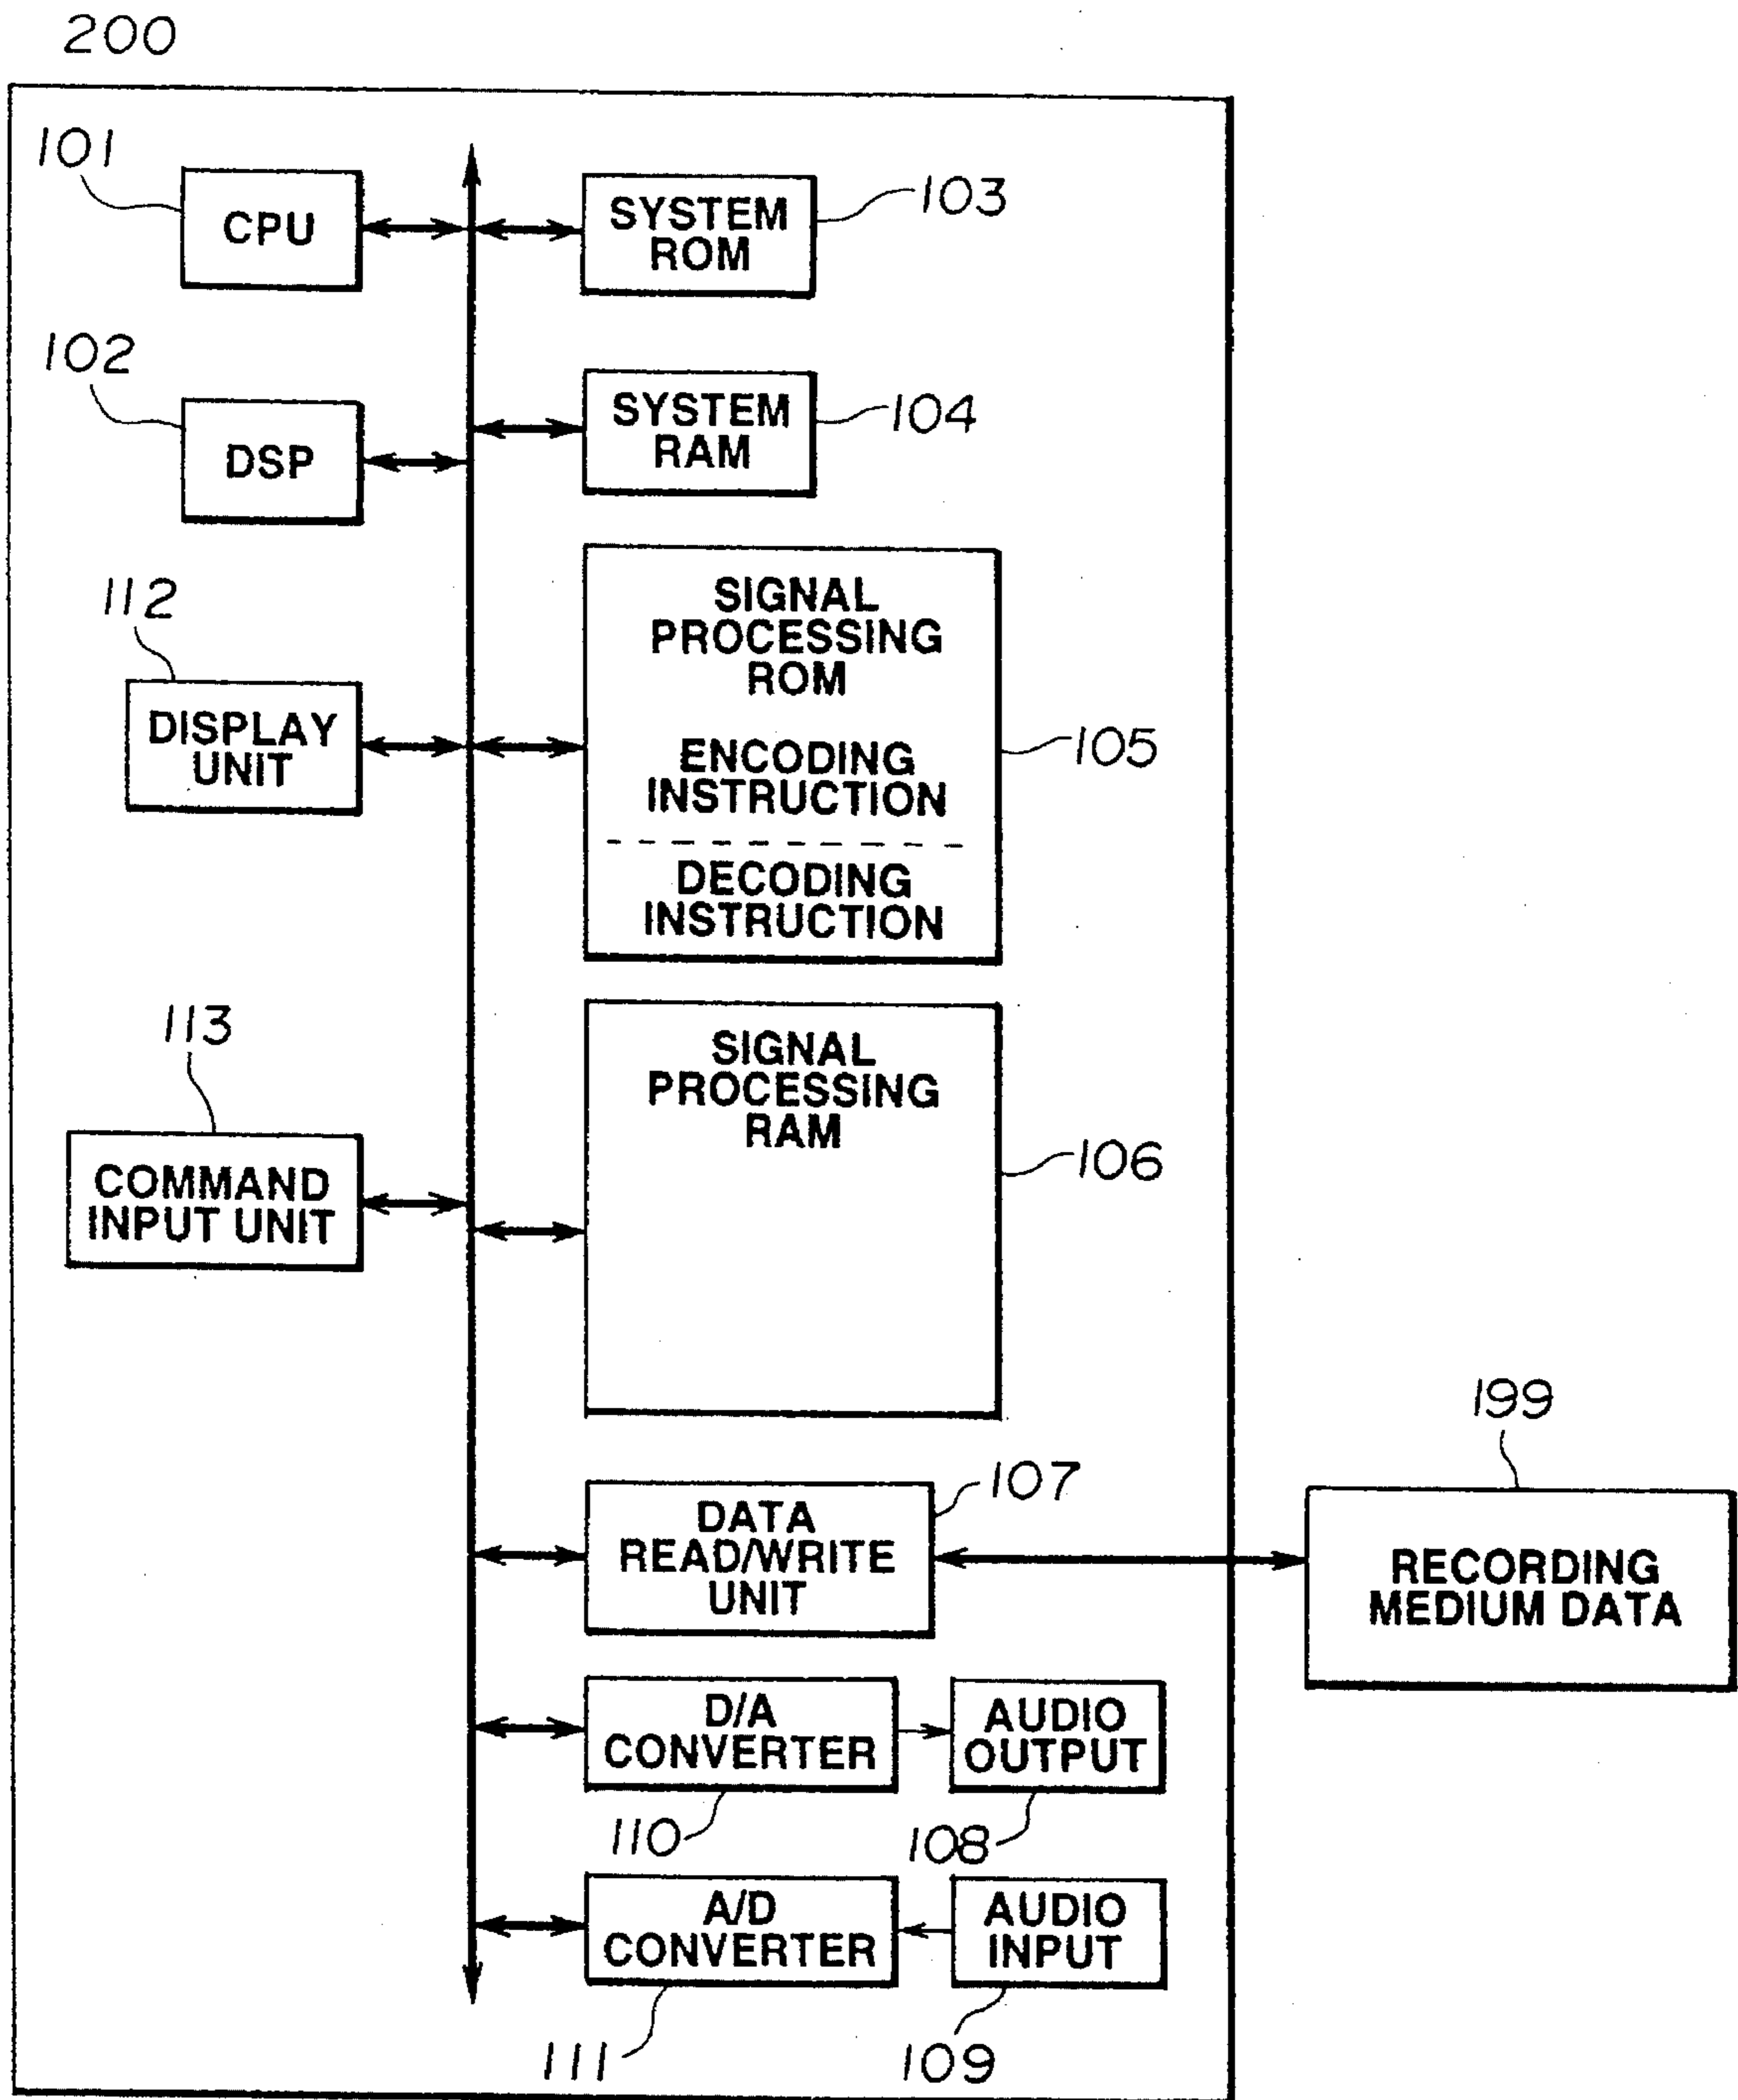 200
101
CPU
SYSTEM
ROM
103
102
DSP
SYSTEM
RAM
104
112
DISPLAY
UNIT
SIGNAL
PROCESSING
ROM
ENCODING
INSTRUCTION
DECODING
INSTRUCTION
105
113
COMMAND
INPUT UNIT
SIGNAL
PROCESSING
RAM
106
107
DATA
READ/WRITE
UNIT
199
RECORDING
MEDIUM DATA
D/A
CONVERTER
110
AUDIO
OUTPUT
108
A/D
CONVERTER
111
AUDIO
INPUT
109